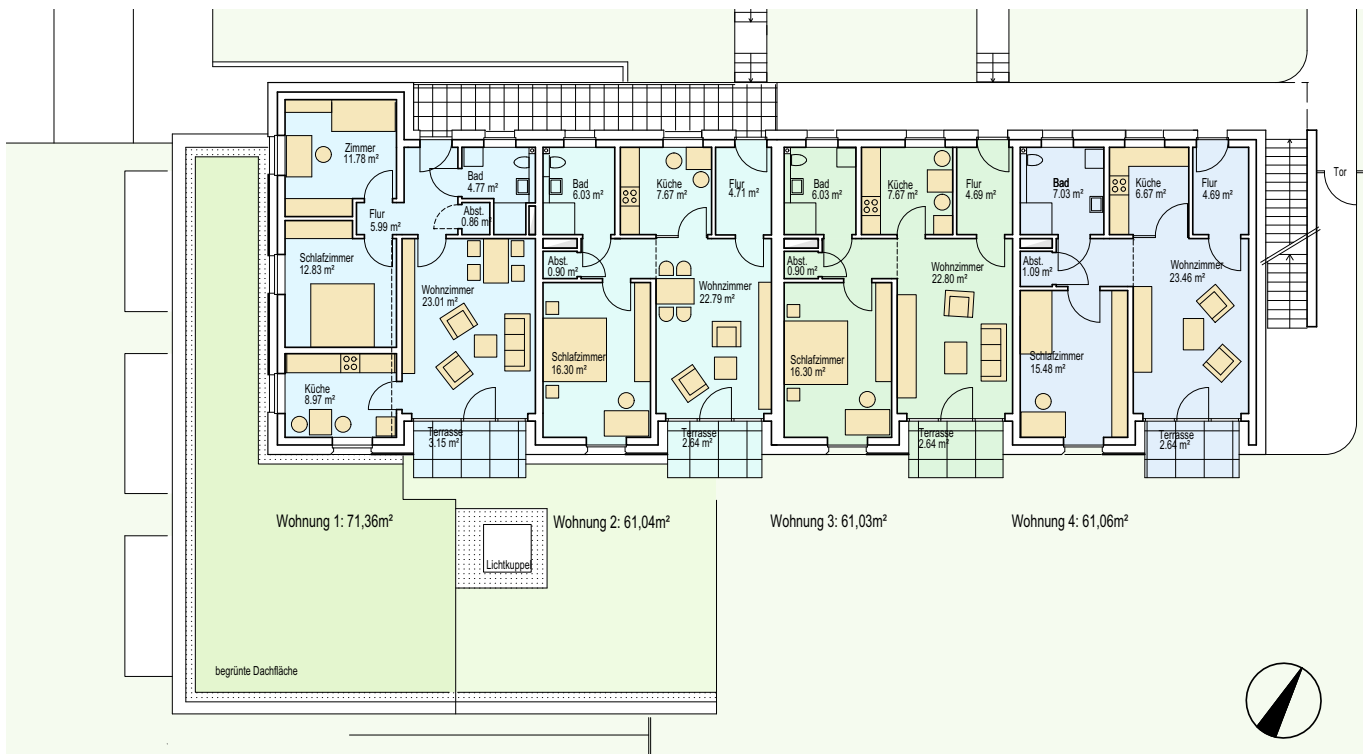 Zimmer
11.78 m²
Flur
5.99 m²
Bad
4.77 m²
Abst.
0.86 m²
Schlafzimmer
12.83 m²
Wohnzimmer
23.01 m²
Küche
8.97 m²
Terrasse
3.15 m²
Bad
6.03 m²
Küche
7.67 m²
Flur
4.71 m²
Abst.
0.90 m²
Wohnzimmer
22.79 m²
Schlafzimmer
16.30 m²
Terrasse
2.64 m²
Bad
6.03 m²
Küche
7.67 m²
Flur
4.69 m²
Abst.
0.90 m²
Wohnzimmer
22.80 m²
Schlafzimmer
16.30 m²
Terrasse
2.64 m²
Bad
7.03 m²
Küche
6.67 m²
Flur
4.69 m²
Abst.
1.09 m²
Wohnzimmer
23.46 m²
Schlafzimmer
15.48 m²
Terrasse
2.64 m²
Tor
Wohnung 1: 71,36m²
Wohnung 2: 61,04m²
Wohnung 3: 61,03m²
Wohnung 4: 61,06m²
Lichtkuppel
begrünte Dachfläche